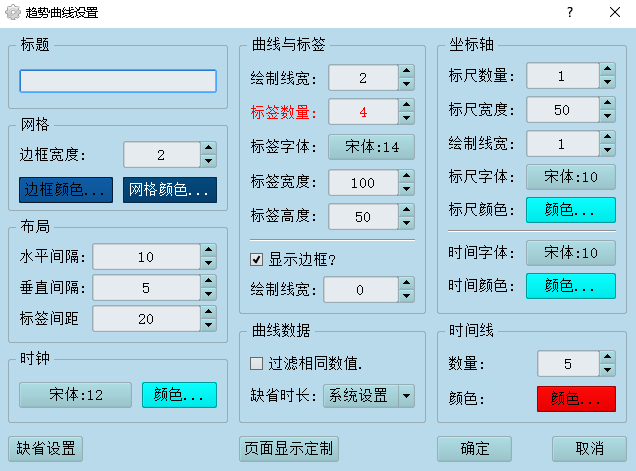 趋势曲线设置
标题
网格
边框宽度: 2
边框颜色... 网格颜色...
布局
水平间隔: 10
垂直间隔: 5
标签间距 20
时钟
宋体:12 颜色...
曲线与标签
绘制线宽: 2
标签数量: 4
标签字体: 宋体:14
标签宽度: 100
标签高度: 50
显示边框?
绘制线宽: 0
曲线数据
过滤相同数值.
缺省时长: 系统设置
坐标轴
标尺数量: 1
标尺宽度: 50
绘制线宽: 1
标尺字体: 宋体:10
标尺颜色: 颜色...
时间字体: 宋体:10
时间颜色: 颜色...
时间线
数量: 5
颜色: 颜色...
缺省设置 页面显示定制 确定 取消